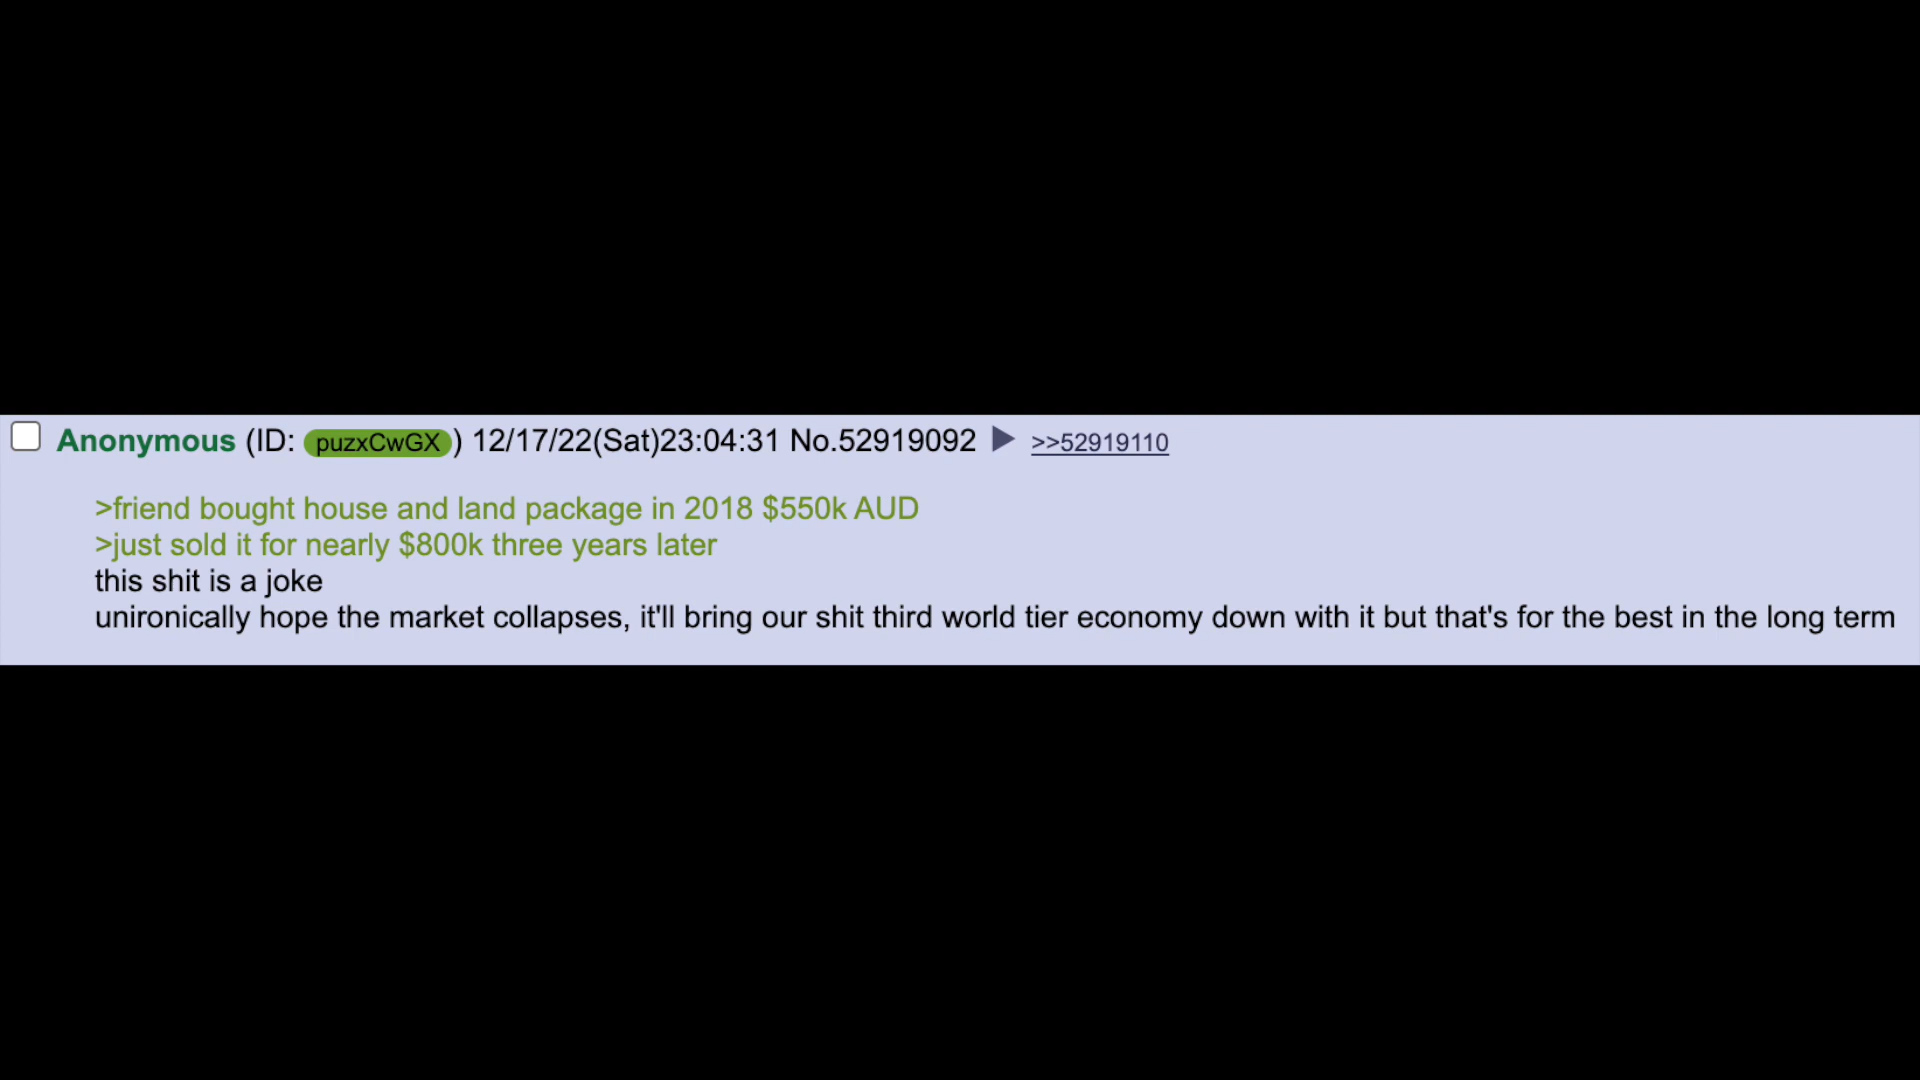 Anonymous (ID: puzxCwGX) 12/17/22(Sat)23:04:31 No.52919092 ▶ >>52919110
>friend bought house and land package in 2018 $550k AUD
>just sold it for nearly $800k three years later
this shit is a joke
unironically hope the market collapses, it'll bring our shit third world tier economy down with it but that's for the best in the long term